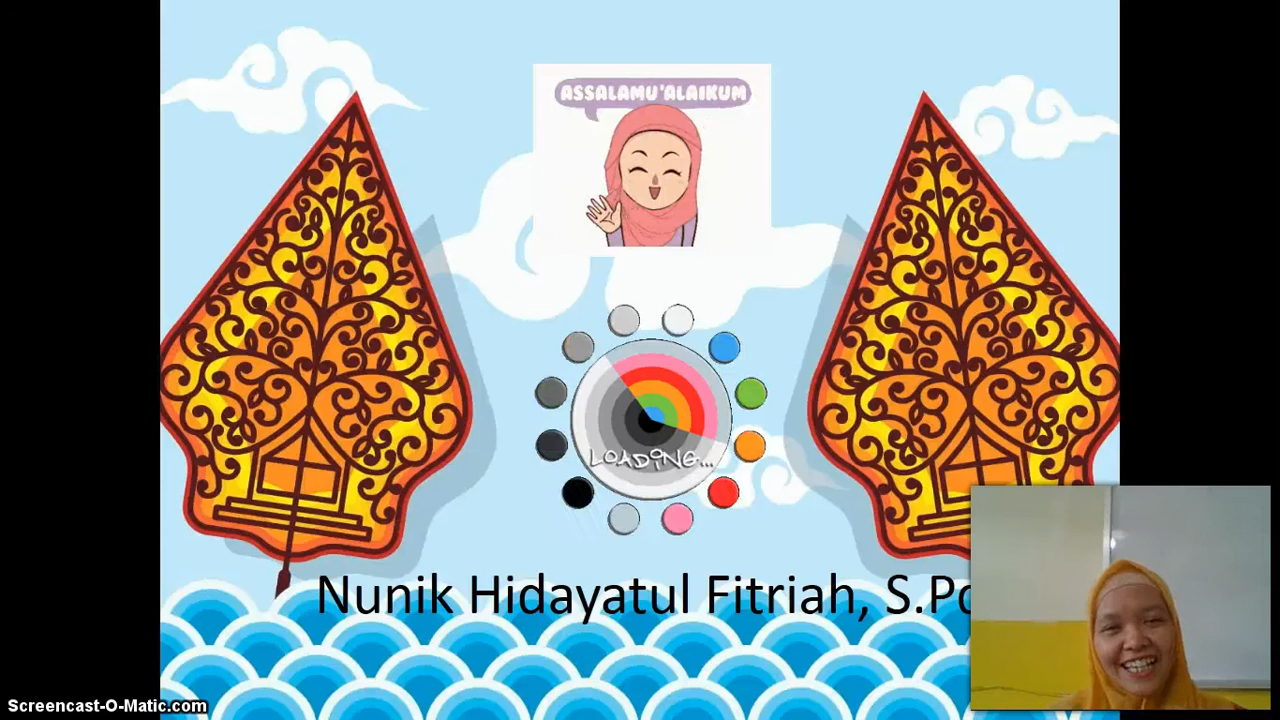 ASSALAMU'ALAIKUM
LOADING...
Nunik Hidayatul Fitriah, S.Pd
Screencast-O-Matic.com